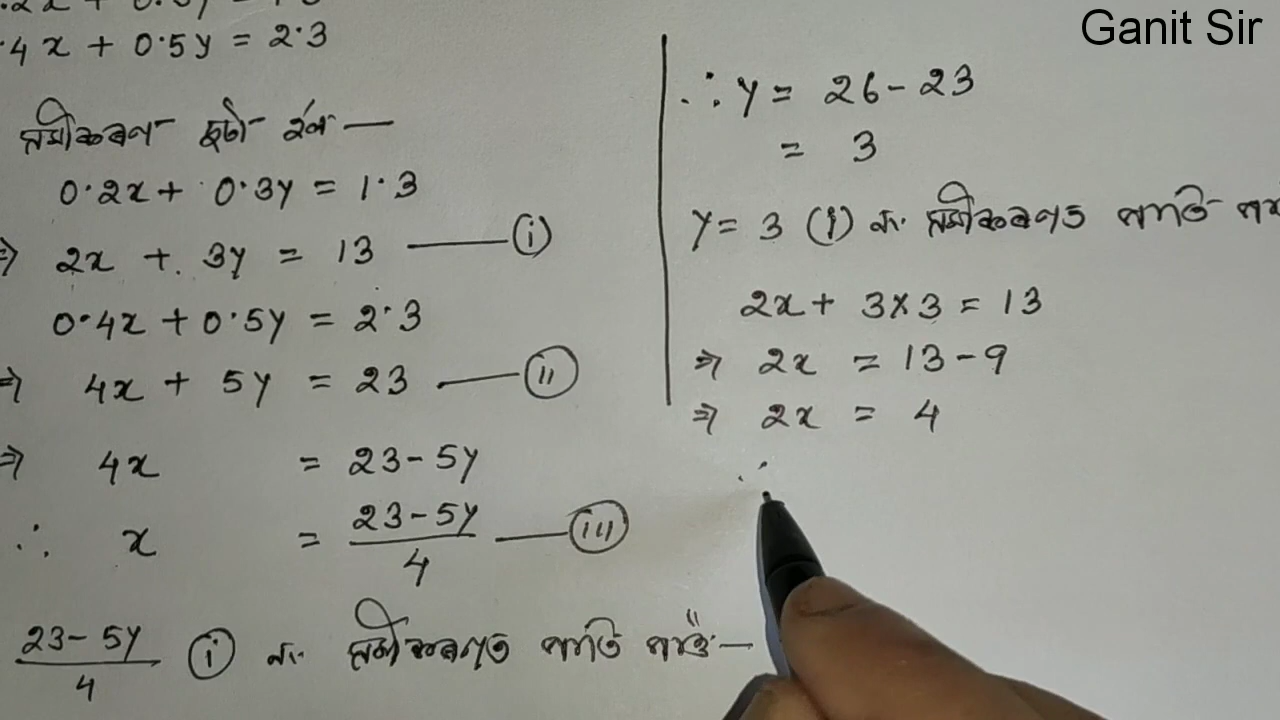 Ganit Sir
.4x + 0.5y = 2.3
সমীকৰণ দুটা হ'ল —
0.2x + 0.3y = 1.3
⇒ 2x + 3y = 13 —— (i)
0.4x + 0.5y = 2.3
⇒ 4x + 5y = 23 —— (ii)
⇒ 4x = 23 - 5y
∴ x = \frac{23 - 5y}{4} —— (iii)
\frac{23 - 5y}{4} (i) নং সমীকৰণত পাতি পাওঁ —
∴ y = 26 - 23
= 3
y = 3 (i) নং সমীকৰণত পাতি
2x + 3×3 = 13
⇒ 2x = 13 - 9
⇒ 2x = 4
∴